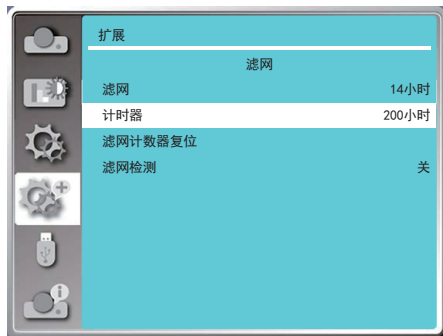 扩展
滤网
滤网 14小时
计时器 200小时
滤网计数器复位
滤网检测 关